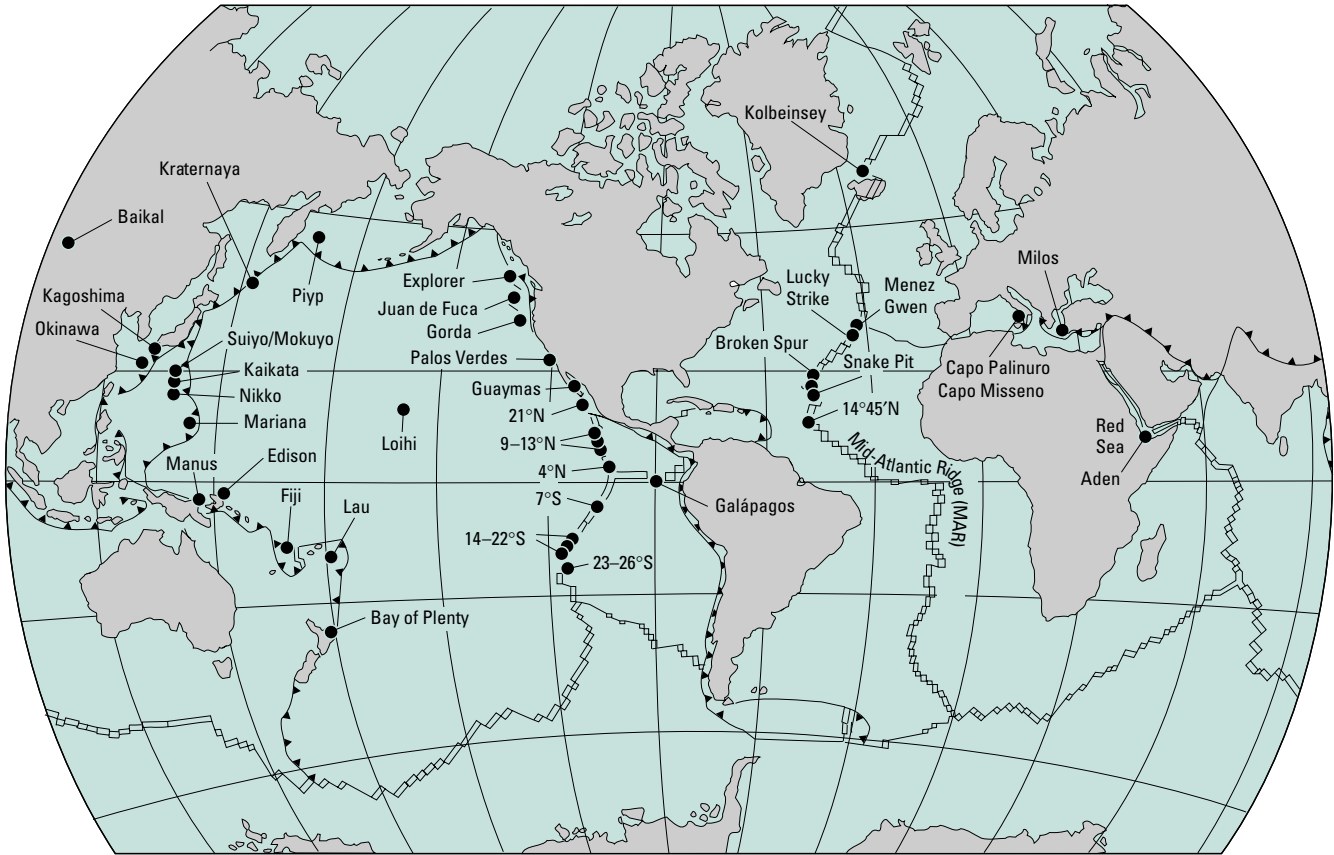 Kolbeinsey
Kraternaya
Baikal
Piyp
Kagoshima
Okinawa
Suiyo/Mokuyo
Kaikata
Nikko
Mariana
Loihi
Manus
Edison
Fiji
Lau
Bay of Plenty
Explorer
Juan de Fuca
Gorda
Palos Verdes
Guaymas
21°N
9–13°N
4°N
7°S
14–22°S
23–26°S
Galápagos
Lucky
Strike
Menez
Gwen
Broken Spur
Snake Pit
14°45′N
Mid-Atlantic Ridge (MAR)
Milos
Capo Palinuro
Capo Misseno
Red
Sea
Aden